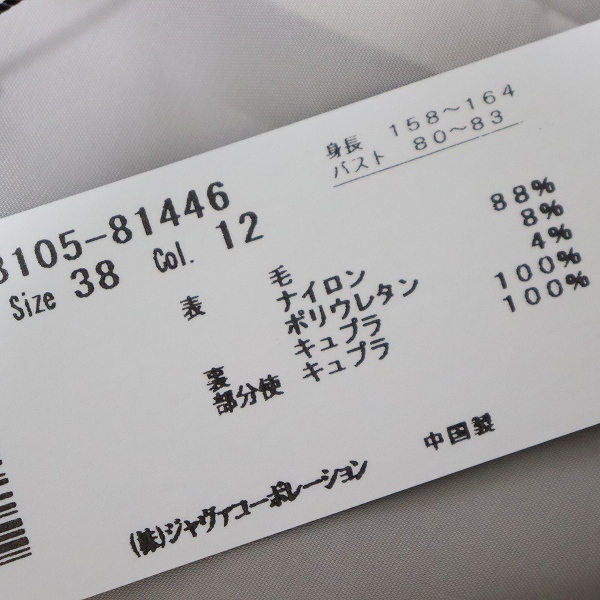 身長 158〜164
バスト 80〜83
3105-81446
Size 38 Col. 12
表 毛 88%
ナイロン 8%
ポリウレタン 4%
裏 キュプラ 100%
部分使 キュプラ 100%
中国製
(株)ジャヴァコーポレーション